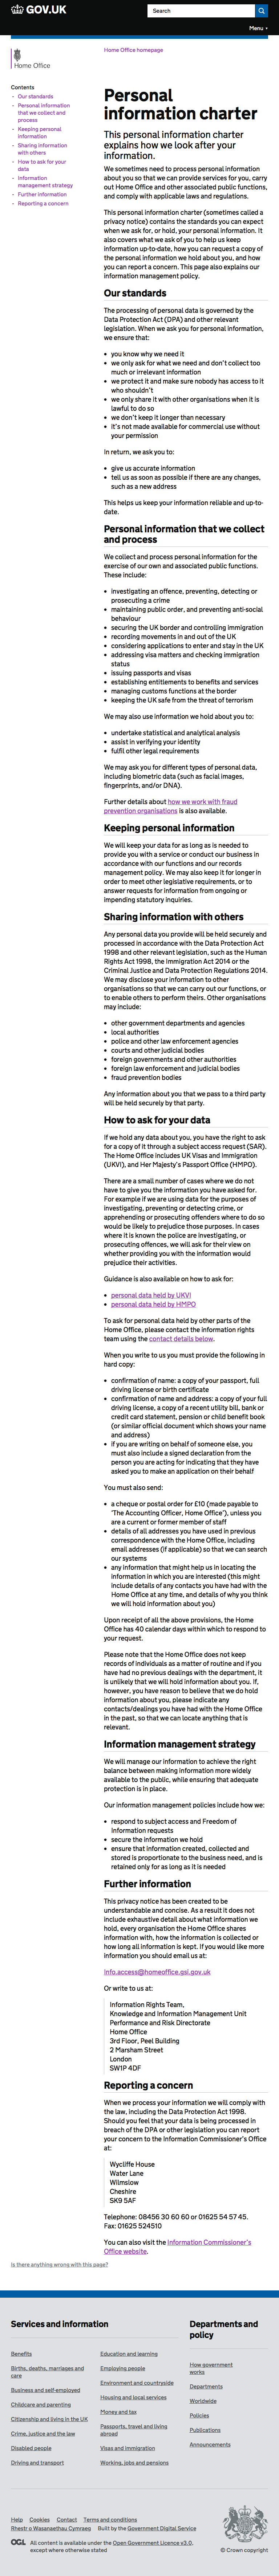 GOV.UK
Search
Menu ▾
Home Office
Home Office homepage
Contents
- Our standards
- Personal information
that we collect and
process
- Keeping personal
information
- Sharing information
with others
- How to ask for your
data
- Information
management strategy
- Further information
- Reporting a concern
Personal
information charter
This personal information charter
explains how we look after your
information.
We sometimes need to process personal information
about you so that we can provide services for you, carry
out Home Office and other associated public functions,
and comply with applicable laws and regulations.
This personal information charter (sometimes called a
privacy notice) contains the standards you can expect
when we ask for, or hold, your personal information. It
also covers what we ask of you to help us keep
information up-to-date, how you can request a copy of
the personal information which we hold about you, and
how you can report a concern. This page also explains our
information management policy.
Our standards
The processing of personal data is governed by the
Data Protection Act (DPA) and other relevant
legislation. When we ask you for personal information,
we ensure that:
• you know why we need it
• we only ask for what we need and don't collect too
much or irrelevant information
• we protect it and make sure nobody has access to it
who shouldn't
• we only share it with other organisations when it is
lawful to do so
• we don't keep it longer than necessary
• it's not made available for commercial use without
your permission
In return, we ask you to:
• give us accurate information
• tell us as soon as possible if there are any changes,
such as a new address
This helps us keep your information reliable and up-to-
date.
Personal information that we collect
and process
We collect and process personal information for the
exercise of our own and associated public functions.
These include:
• investigating an offence, preventing, detecting or
prosecuting crime
• maintaining public order, and preventing anti-social
behaviour
• securing the UK border and controlling immigration
• recording movements in and out of the UK
• considering applications to enter and stay in the UK
• addressing visa matters and checking immigration
status
• issuing passports and visas
• establishing entitlements to benefits and services
• managing customs functions at the border
• keeping the UK safe from the threat of terrorism
We may also use information we hold about you to:
• undertake statistical and analytical analysis
• assist in verifying your identity
• fulfil other legal requirements
We may ask you for different types of personal data,
including biometric data (such as facial images,
fingerprints, and/or DNA).
Further details about how we work with fraud
prevention organisations is also available.
Keeping personal information
We will keep your data for as long as is needed to
provide you with a service or conduct our business in
accordance with our functions and our records
management policy. We may also keep it for longer in
order to meet other legislative requirements, or to
answer requests for information from ongoing or
impending statutory inquiries.
Sharing information with others
Any personal data you provide will be held securely and
processed in accordance with the Data Protection Act
1998 and other relevant legislation, such as the Human
Rights Act 1998, the Immigration Act 2014 or the
Criminal Justice and Data Protection Regulations 2014.
We may disclose your information to other
organisations so that we can carry out our functions, or
to enable others to perform theirs. Other organisations
could include:
• other government departments and agencies
• local authorities
• police and other law enforcement agencies
• courts and other judicial bodies
• foreign governments and other authorities
• foreign law enforcement and judicial bodies
• fraud prevention bodies
Any information about you that we pass to a third party
will be held securely by that party.
How to ask for your data
If we hold any data about you, you have the right to ask
for a copy of it through a subject access request (SAR).
The Home Office includes UK Visas and Immigration
(UKVI), and Her Majesty's Passport Office (HMPO).
There are a small number of cases where we do not
have to give you the information you have asked for.
For example if we are using data for the purposes of
investigating, preventing or detecting crime, or
apprehending or prosecuting offenders where to do so
would be likely to prejudice those purposes. In cases
where it is clear that other organisations, such as the
police, are involved in investigating crime, or
prosecuting offences, we will ask for their view on
whether providing you with the information would
prejudice their activities.
Guidance is also available on how to ask for:
• personal data held by UKVI
• personal data held by HMPO
To ask for personal data held by other parts of the
Home Office, please contact the information rights
team using the contact details below.
When you write to us you must provide the following in
hard copy:
• confirmation of name: a copy of your passport, full
driving license or birth certificate
• confirmation of name and address: a copy of your full
driving license, a copy of your latest utility bill, bank or
credit card statement, pension or child benefit book
(or similar official document which shows your name
and address)
• if you are writing on behalf of someone else, you
must also include a signed declaration from the
person you are acting for indicating that they have
asked you to make an application on their behalf
You must also send:
• a cheque or postal order for £10 (made payable to
'The Accounting Officer, Home Office'), unless you
are a current or former member of staff
• details of all addresses you have used in previous
correspondence with the Home Office, including
email addresses (if applicable) so that we can search
our systems
• any information that might help us in locating the
information in which you are interested (this might
include details of any contacts you have had with
other parts of the Home Office, and details of why you think
we will hold information about you)
Upon receipt of all the above provisions, the Home
Office has 40 calendar days within which to respond to
your request.
Please note that the Home Office does not keep
records of individuals as a matter of routine and if you
have had no previous dealings with the department, it
is unlikely that we will hold information about you. If,
however, you have reason to believe that we do hold
information about you, please indicate any
contacts/dealings you have had with the Home Office
in the past, so that we can locate anything that is
relevant.
Information management strategy
We will manage our information to achieve the right
balance between making information more widely
available to the public, while ensuring that adequate
protection is in place.
Our information management policies include how we:
• respond to subject access and Freedom of
Information requests
• secure the information we hold
• ensure that information created, collected and
stored is proportionate to the business need, and is
retained only for as long as it is needed
Further information
This privacy notice has been created to be
understandable and concise. As a result it does not
include exhaustive detail about what information we
hold, every organisation the Home Office shares
information with, how the information is collected or
how long all information is kept. If you would like more
information you should email us at:
Info.access@homeoffice.gsi.gov.uk
Or write to us at:
Information Rights Team,
Knowledge and Information Management Unit
Performance and Risk Directorate
Home Office
3rd Floor, Peel Building
2 Marsham Street
London
SW1P 4DF
Reporting a concern
When we process your information we will comply with
the law, including the Data Protection Act 1998.
Should you feel that your data is being processed in
breach of the DPA or other legislation you can report
your concern to the Information Commissioner's Office
at:
Wycliffe House
Water Lane
Wilmslow
Cheshire
SK9 5AF
Telephone: 08456 30 60 60 or 01625 54 57 45.
Fax: 01625 524510
You can also visit the Information Commissioner's
Office website.
Is there anything wrong with this page?
Services and information
Benefits
Births, deaths, marriages and
care
Business and self-employed
Childcare and parenting
Citizenship and living in the UK
Crime, justice and the law
Disabled people
Driving and transport
Education and learning
Employing people
Environment and countryside
Housing and local services
Money and tax
Passports, travel and living
abroad
Visas and immigration
Working, jobs and pensions
Departments and
policy
How government
works
Departments
Worldwide
Policies
Publications
Announcements
Help Cookies Contact Terms and conditions
Rhestr o Wasanaethau Cymraeg Built by the Government Digital Service
OGL All content is available under the Open Government Licence v3.0,
except where otherwise stated
© Crown copyright